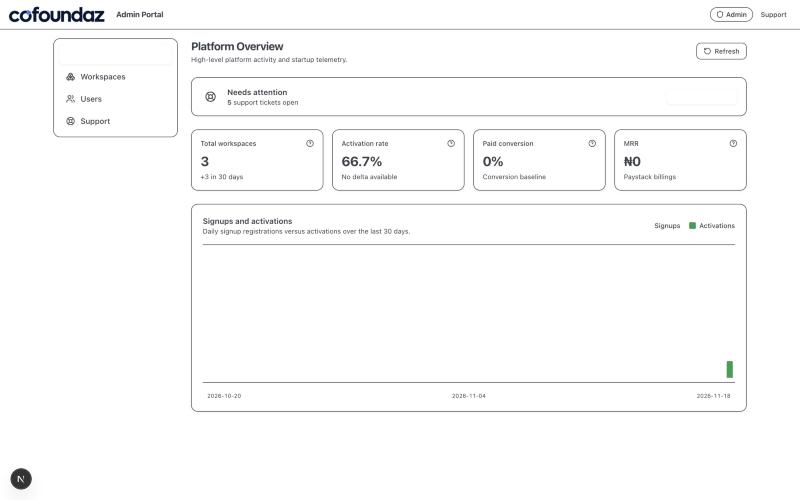 cofoundaz
Admin Portal
Admin
Support
Workspaces
Users
Support
Platform Overview
High-level platform activity and startup telemetry.
Refresh
Needs attention
5 support tickets open
Total workspaces
3
+3 in 30 days
Activation rate
66.7%
No delta available
Paid conversion
0%
Conversion baseline
MRR
₦0
Paystack billings
Signups and activations
Daily signup registrations versus activations over the last 30 days.
Signups
Activations
2026-10-20
2026-11-04
2026-11-18
N